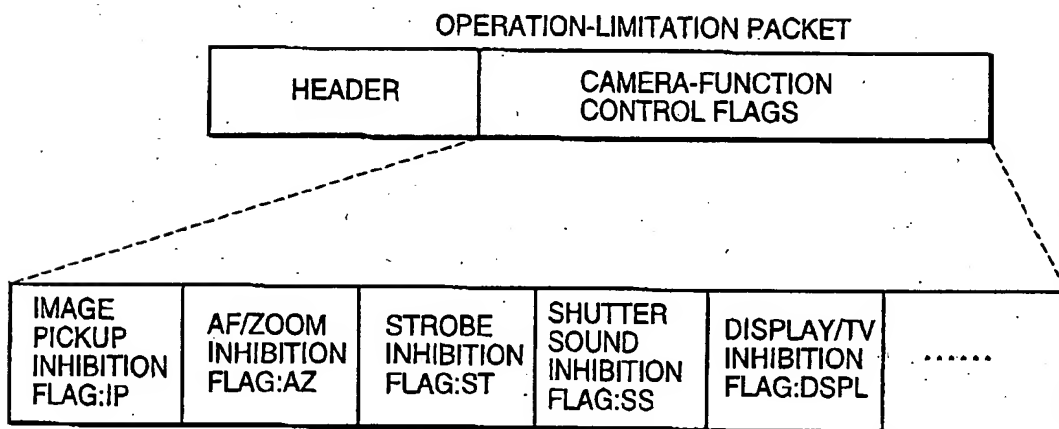 OPERATION-LIMITATION PACKET
HEADER
CAMERA-FUNCTION
CONTROL FLAGS
IMAGE
PICKUP
INHIBITION
FLAG:IP
AF/ZOOM
INHIBITION
FLAG:AZ
STROBE
INHIBITION
FLAG:ST
SHUTTER
SOUND
INHIBITION
FLAG:SS
DISPLAY/TV
INHIBITION
FLAG:DSPL
......